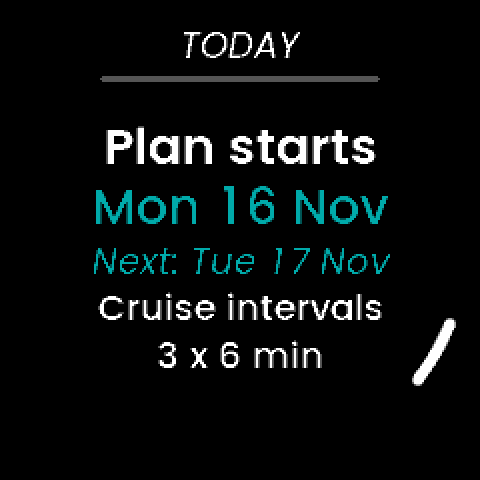 TODAY
Plan starts
Mon 16 Nov
Next: Tue 17 Nov
Cruise intervals
3 x 6 min